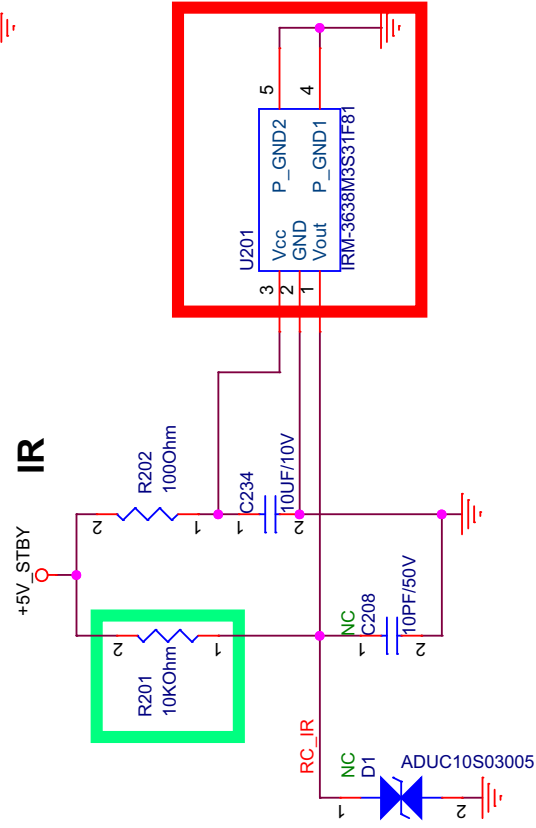 IR
+5V_STBY
R202
100Ohm
2
1
R201
10KOhm
2
1
C234
10UF/10V
1
2
NC
C208
10PF/50V
1
2
RC_IR
NC
D1
ADUC10S03005
1
2
U201
IRM-3638M3S31F81
Vcc
GND
Vout
P_GND2
P_GND1
3
2
1
5
4